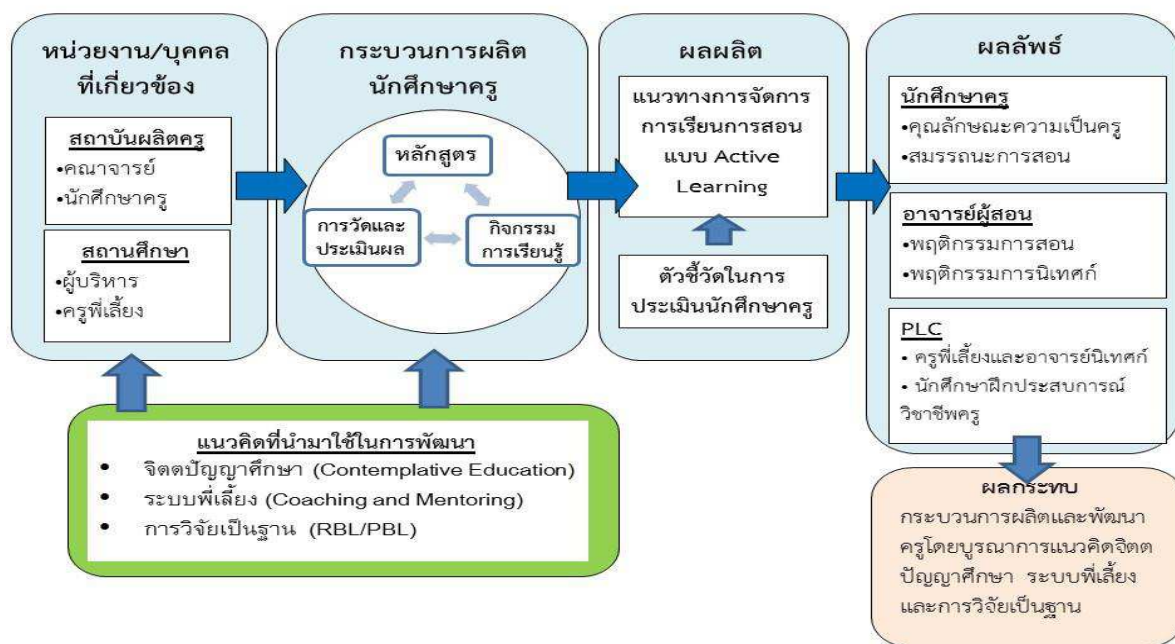 หน่วยงาน/บุคคล
ที่เกี่ยวข้อง
สถาบันผลิตครู
•คณาจารย์
•นักศึกษาครู
สถานศึกษา
•ผู้บริหาร
•ครูพี่เลี้ยง
กระบวนการผลิต
นักศึกษาครู
หลักสูตร
การวัดและ
ประเมินผล
กิจกรรม
การเรียนรู้
ผลผลิต
แนวทางการจัดการ
การเรียนการสอน
แบบ Active
Learning
ตัวชี้วัดในการ
ประเมินนักศึกษาครู
ผลลัพธ์
นักศึกษาครู
•คุณลักษณะความเป็นครู
•สมรรถนะการสอน
อาจารย์ผู้สอน
•พฤติกรรมการสอน
•พฤติกรรมการนิเทศก์
PLC
• ครูพี่เลี้ยงและอาจารย์นิเทศก์
• นักศึกษาฝึกประสบการณ์
วิชาชีพครู
แนวคิดที่นำมาใช้ในการพัฒนา
• จิตตปัญญาศึกษา (Contemplative Education)
• ระบบพี่เลี้ยง (Coaching and Mentoring)
• การวิจัยเป็นฐาน (RBL/PBL)
ผลกระทบ
กระบวนการผลิตและพัฒนา
ครูโดยบูรณาการแนวคิดจิตต
ปัญญาศึกษา ระบบพี่เลี้ยง
และการวิจัยเป็นฐาน